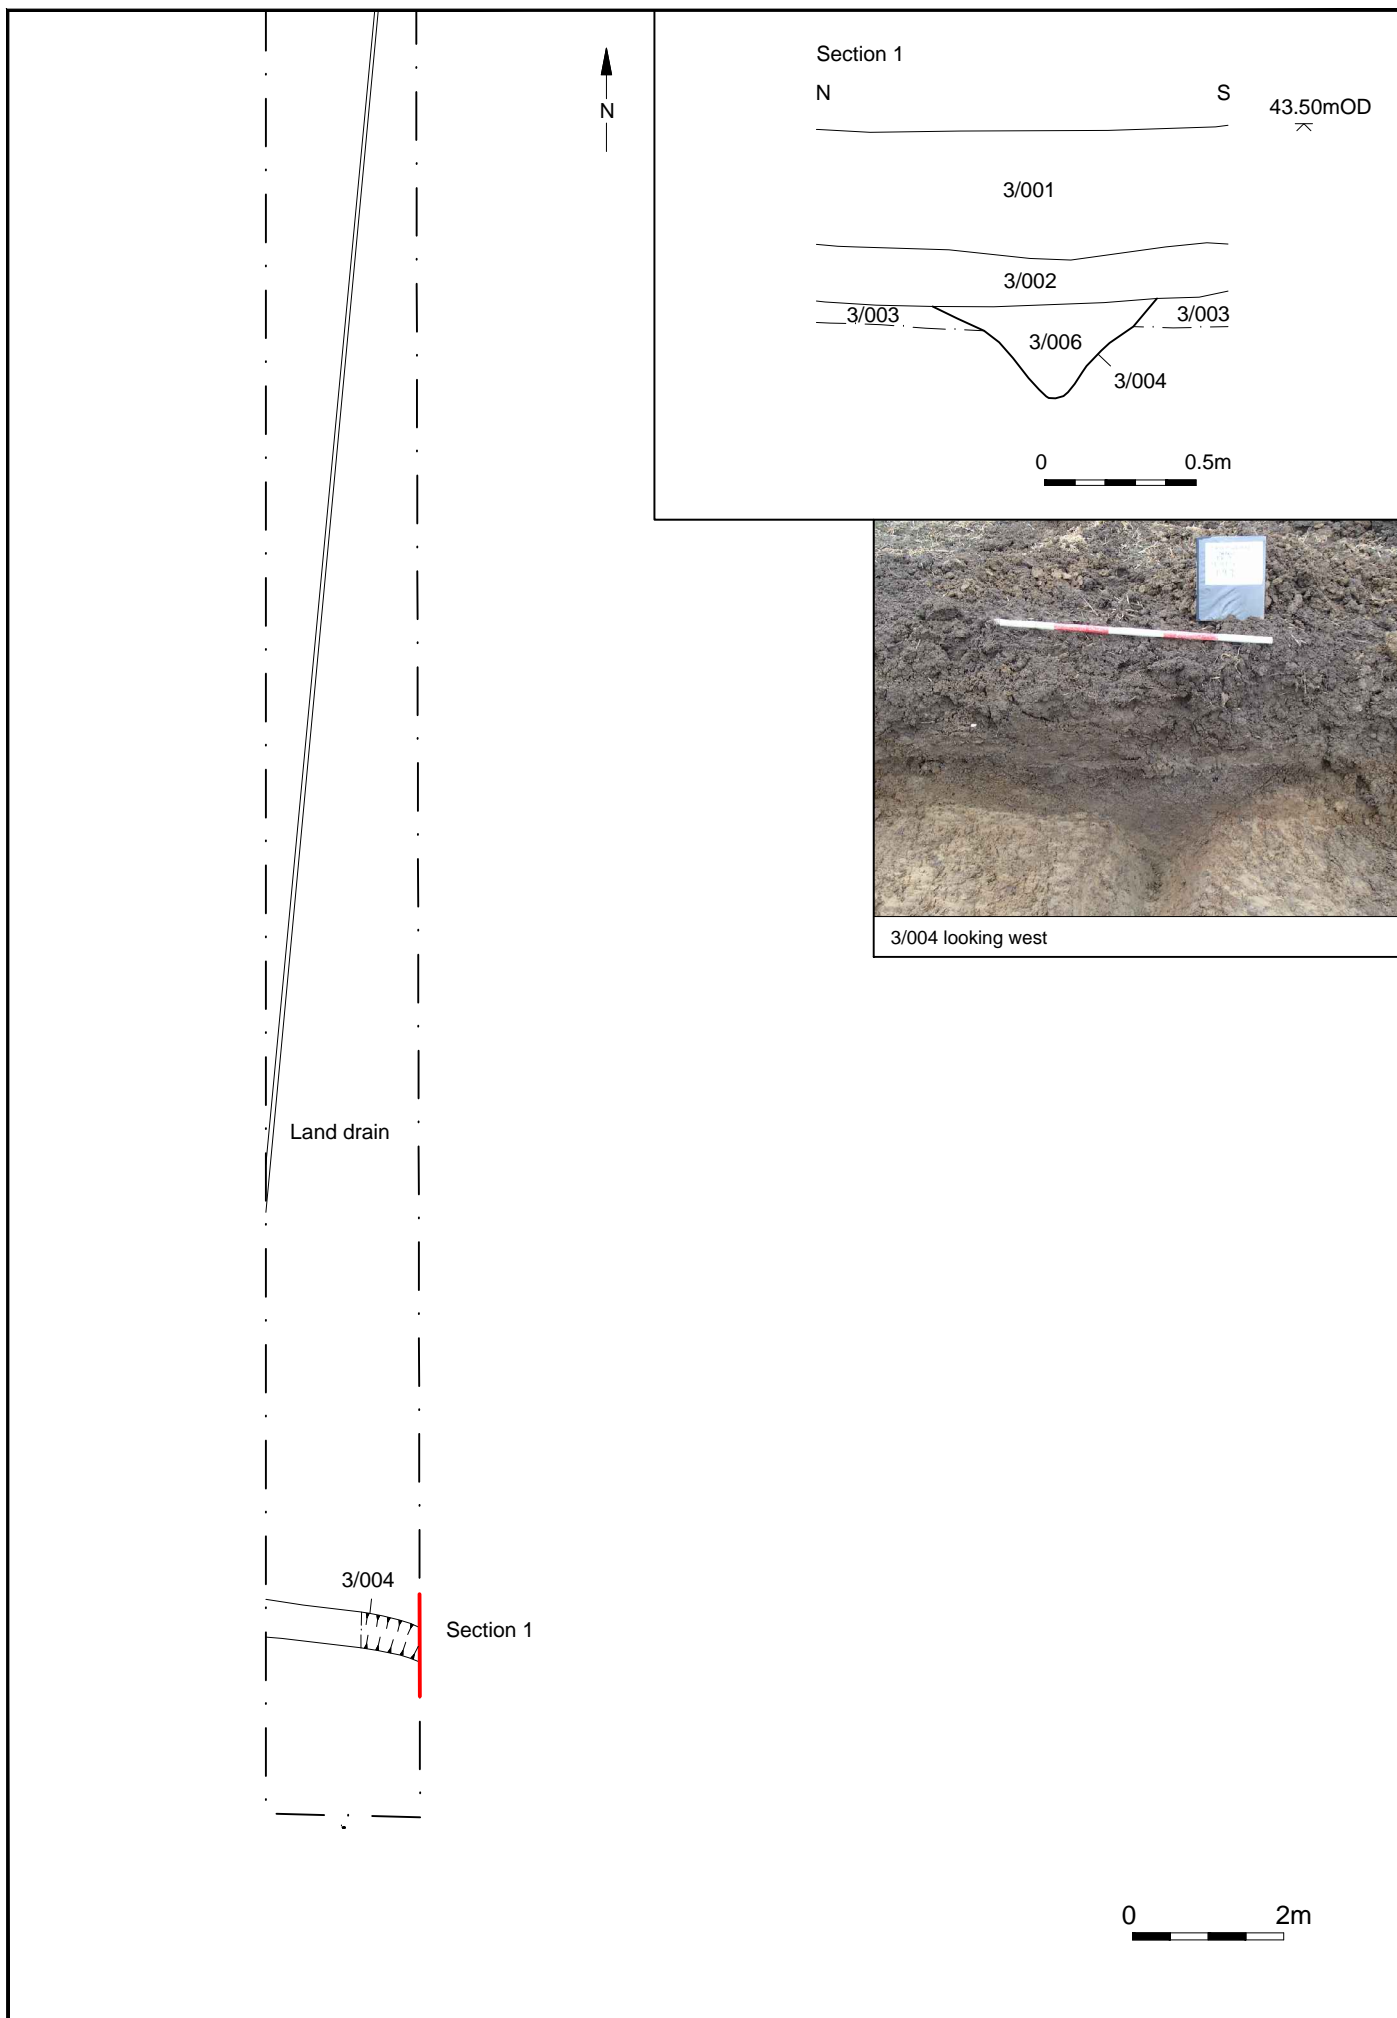 Section 1
N S
43.50mOD
N
3/001
3/002
3/003 3/003
3/006
3/004
0 0.5m
3/004 looking west
Land drain
3/004
Section 1
0 2m